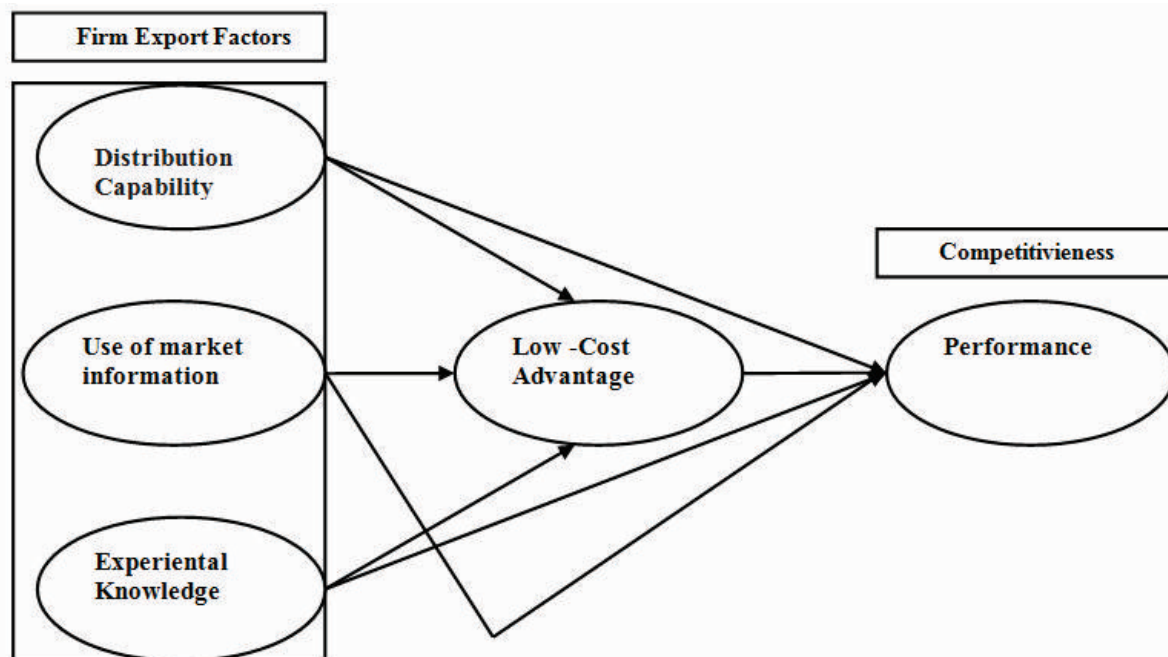 Firm Export Factors
Distribution
Capability
Competitivieness
Use of market
information
Low -Cost
Advantage
Performance
Experiental
Knowledge